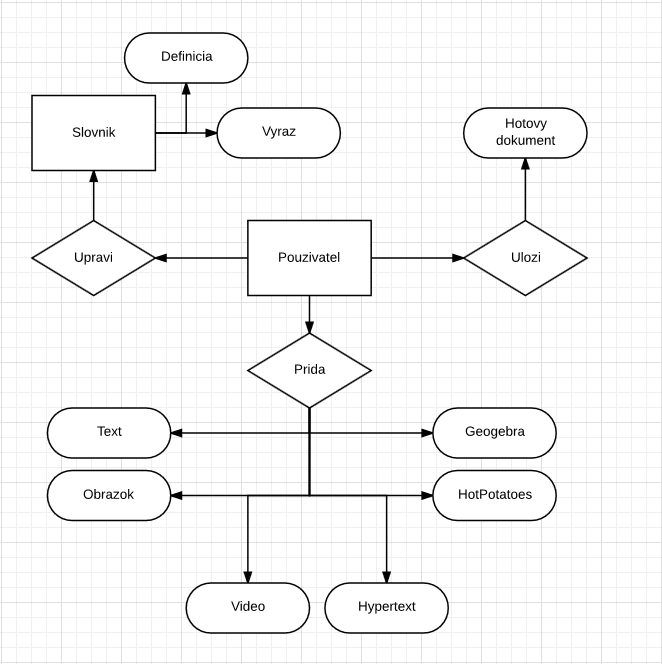 Definicia
Slovnik
Vyraz
Hotovy
dokument
Upravi
Pouzivatel
Ulozi
Prida
Text
Geogebra
Obrazok
HotPotatoes
Video
Hypertext